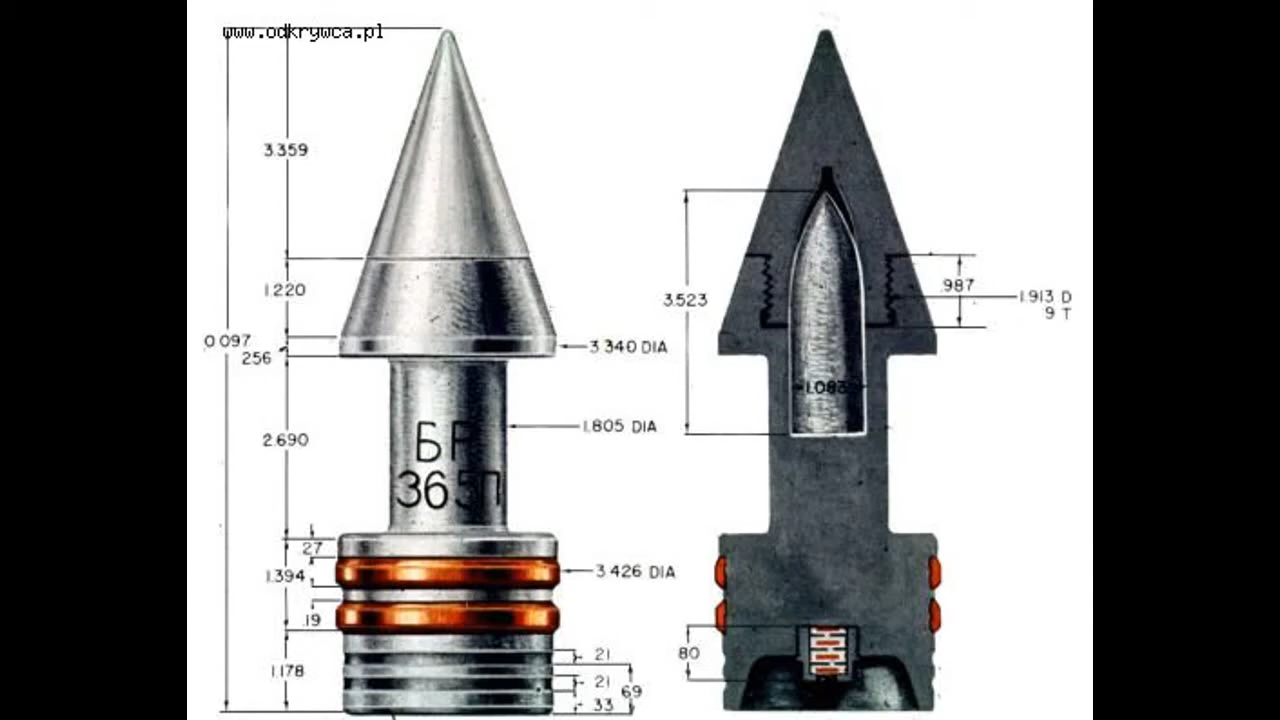 www.odkrywca.pl
3.359
1.220
0.097
256
3.340 DIA
2.690
1.805 DIA
БР
365П
27
1.394
3.426 DIA
.19
1.178
21
21
69
33
3.523
.987
1.913 D
9 T
1.083
80